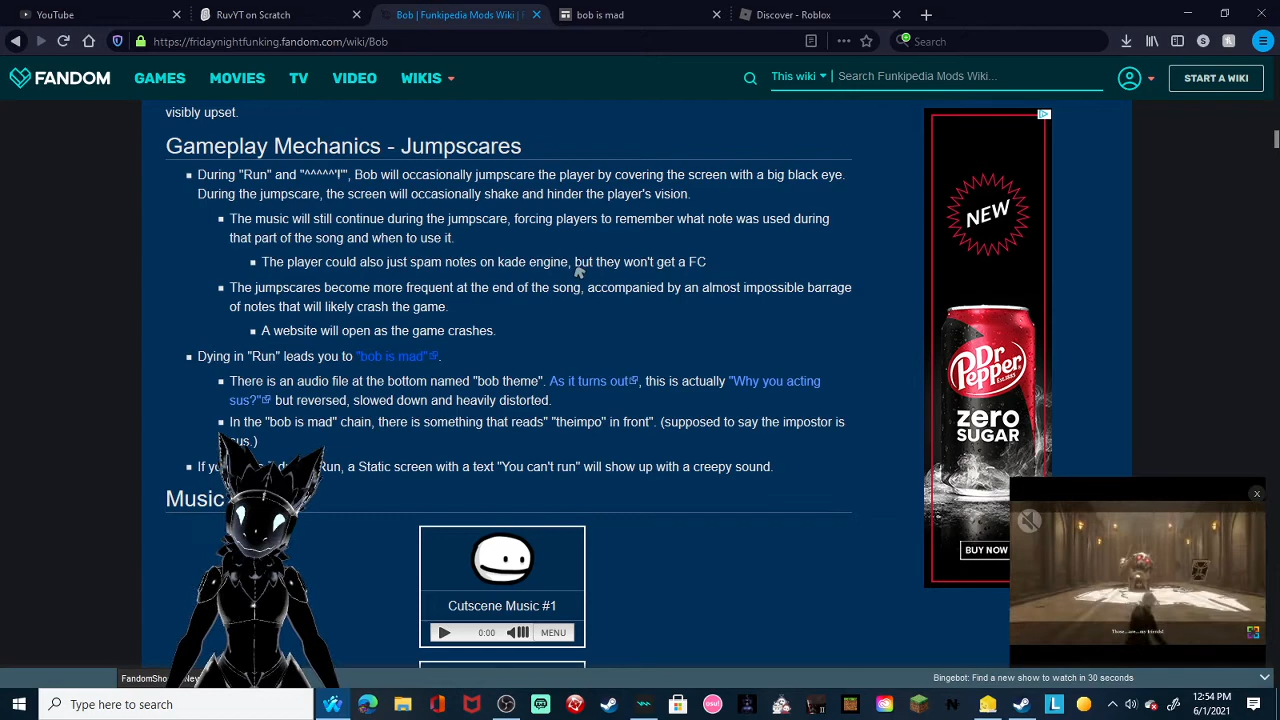 YouTube
RuvYT on Scratch
Bob | Funkipedia Mods Wiki |
bob is mad
Discover - Roblox
https://fridaynightfunking.fandom.com/wiki/Bob
Search
FANDOM
GAMES
MOVIES
TV
VIDEO
WIKIS
This wiki
Search Funkipedia Mods Wiki...
START A WIKI
visibly upset.
Gameplay Mechanics - Jumpscares
During "Run" and "^^^^^'l'", Bob will occasionally jumpscare the player by covering the screen with a big black eye.
During the jumpscare, the screen will occasionally shake and hinder the player's vision.
The music will still continue during the jumpscare, forcing players to remember what note was used during
that part of the song and when to use it.
The player could also just spam notes on kade engine, but they won't get a FC
The jumpscares become more frequent at the end of the song, accompanied by an almost impossible barrage
of notes that will likely crash the game.
A website will open as the game crashes.
Dying in "Run" leads you to "bob is mad".
There is an audio file at the bottom named "bob theme". As it turns out, this is actually "Why you acting
sus?" but reversed, slowed down and heavily distorted.
In the "bob is mad" chain, there is something that reads" "theimpo" in front". (supposed to say the impostor is
sus.)
If yo Run, a Static screen with a text "You can't run" will show up with a creepy sound.
Music
Cutscene Music #1
0:00
MENU
NEW
Dr Pepper
zero
SUGAR
BUY NOW
Those...are...my friends!
Bingebot: Find a new show to watch in 30 seconds
Type here to search
osu!
12:54 PM
6/1/2021